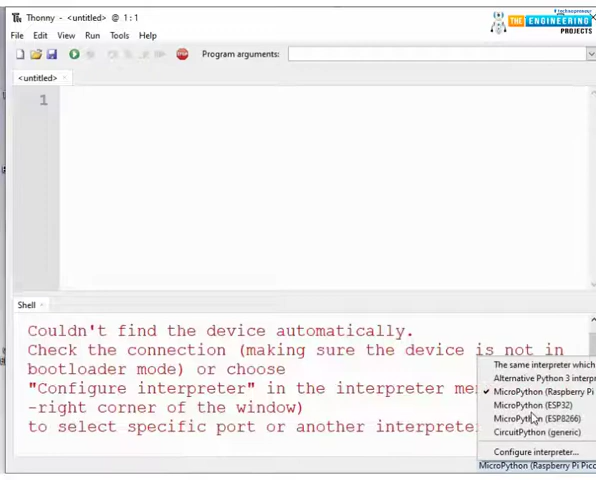 Thonny - <untitled> @ 1:1
THE ENGINEERING
PROJECTS
File Edit View Run Tools Help
STOP
Program arguments:
<untitled> ×
1
Shell ×
Couldn't find the device automatically.
Check the connection (making sure the device is not in
bootloader mode) or choose
"Configure interpreter" in the interpreter me
-right corner of the window)
to select specific port or another interprete
The same interpreter which
Alternative Python 3 interp
✓ MicroPython (Raspberry Pi
MicroPython (ESP32)
MicroPython (ESP8266)
CircuitPython (generic)
Configure interpreter...
MicroPython (Raspberry Pi Pico